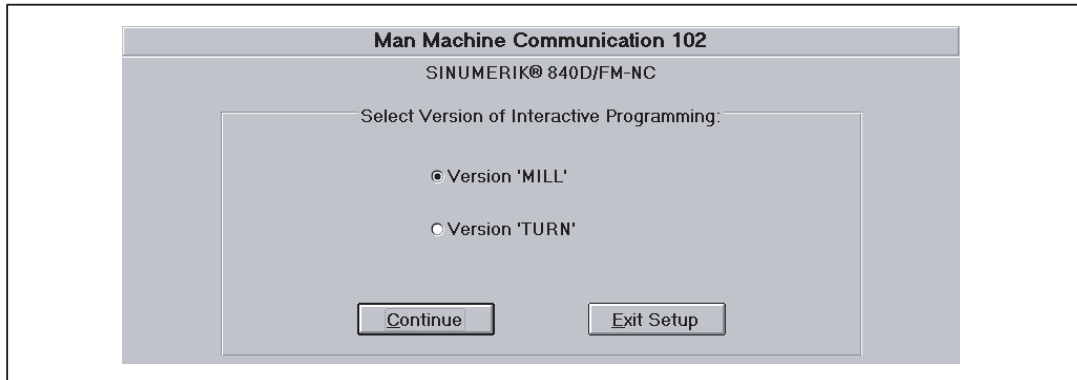 Man Machine Communication 102
SINUMERIK® 840D/FM-NC
Select Version of Interactive Programming:
Version 'MILL'
Version 'TURN'
Continue Exit Setup